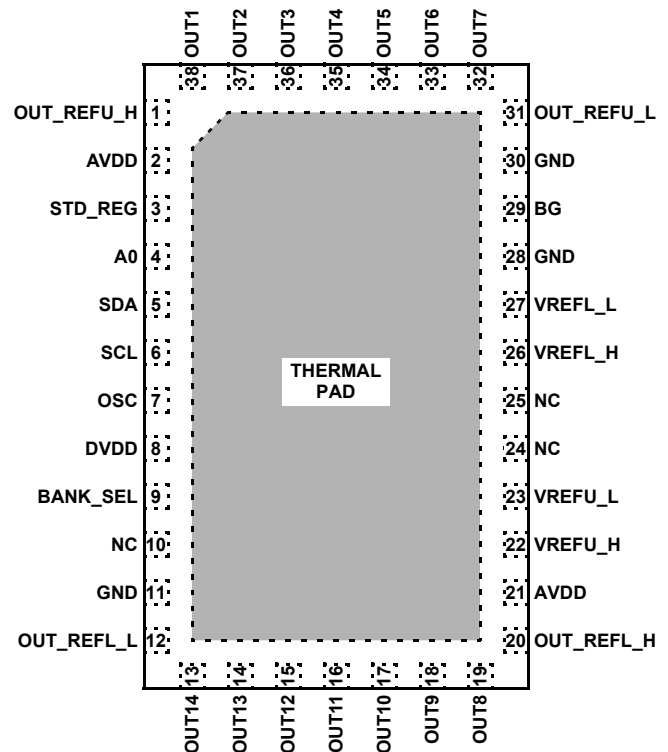 OUT1
OUT2
OUT3
OUT4
OUT5
OUT6
OUT7
38
37
36
35
34
33
32
OUT_REFU_H 1
AVDD 2
STD_REG 3
A0 4
SDA 5
SCL 6
OSC 7
DVDD 8
BANK_SEL 9
NC 10
GND 11
OUT_REFL_L 12
THERMAL
PAD
31 OUT_REFU_L
30 GND
29 BG
28 GND
27 VREFL_L
26 VREFL_H
25 NC
24 NC
23 VREFU_L
22 VREFU_H
21 AVDD
20 OUT_REFL_H
13
14
15
16
17
18
19
OUT14
OUT13
OUT12
OUT11
OUT10
OUT9
OUT8